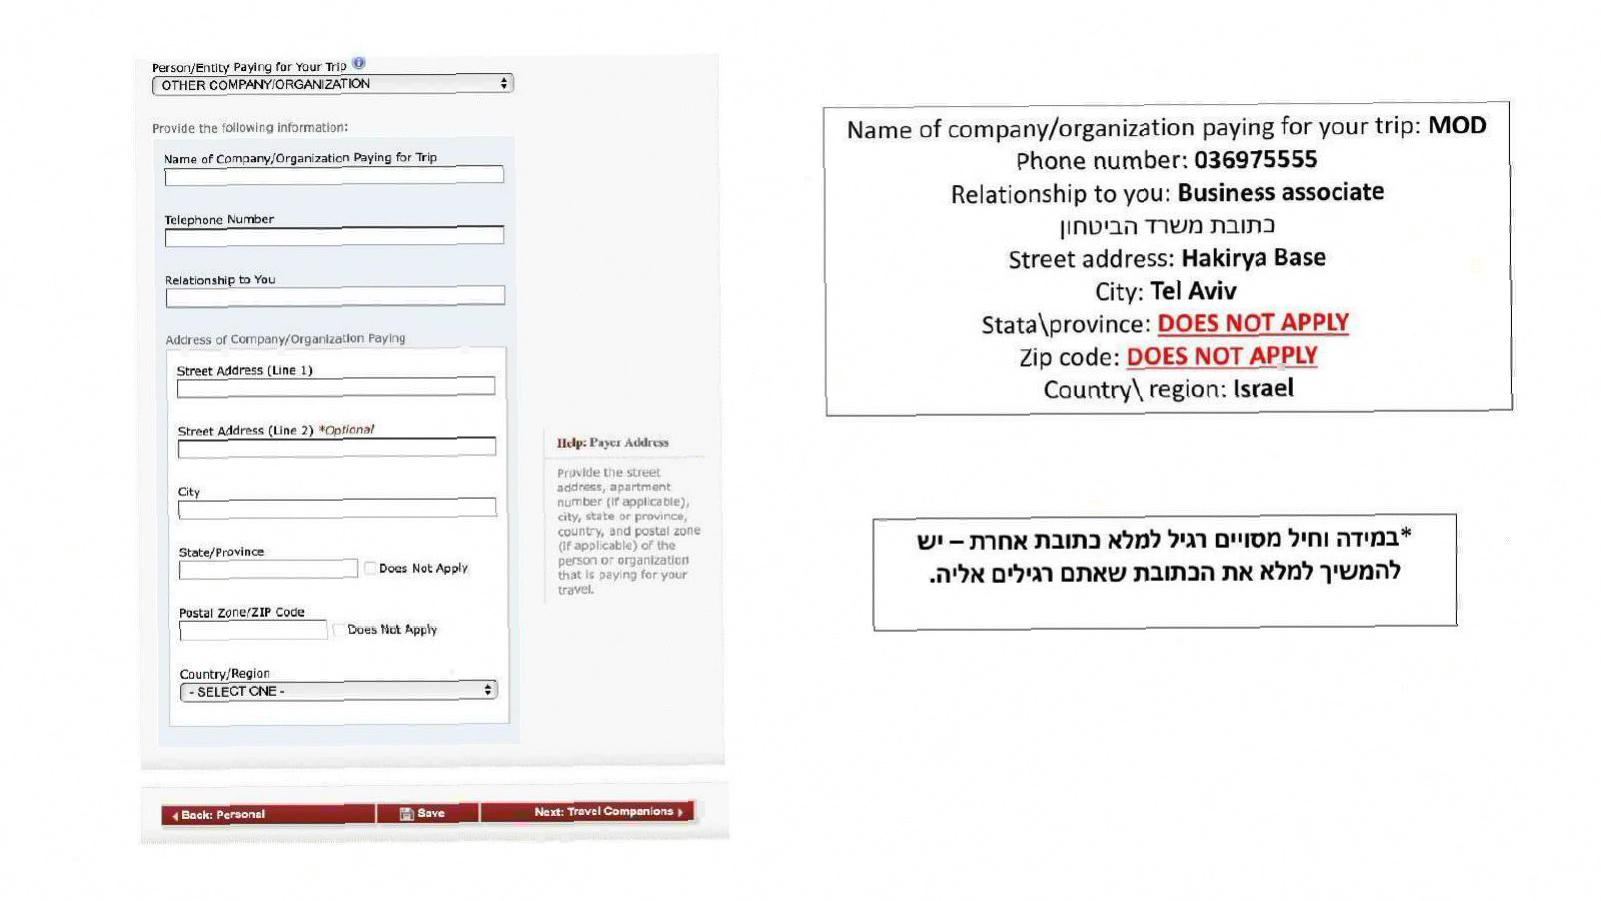 Person/Entity Paying for Your Trip
OTHER COMPANY/ORGANIZATION
Provide the following information:
Name of Company/Organization Paying for Trip
Telephone Number
Relationship to You
Address of Company/Organization Paying
Street Address (Line 1)
Street Address (Line 2) *Optional
City
State/Province
Does Not Apply
Postal Zone/ZIP Code
Does Not Apply
Country/Region
- SELECT ONE -
Help: Payer Address
Provide the street
address, apartment
number (if applicable),
city, state or province,
country, and postal zone
(if applicable) of the
person or organization
that is paying for your
travel.
Back: Personal
Save
Next: Travel Companions
Name of company/organization paying for your trip: MOD
Phone number: 036975555
Relationship to you: Business associate
כתובת משרד הביטחון
Street address: Hakirya Base
City: Tel Aviv
Stata\province: DOES NOT APPLY
Zip code: DOES NOT APPLY
Country\ region: Israel
*במידה וחיל מסויים רגיל למלא כתובת אחרת – יש
להמשיך למלא את הכתובת שאתם רגילים אליה.